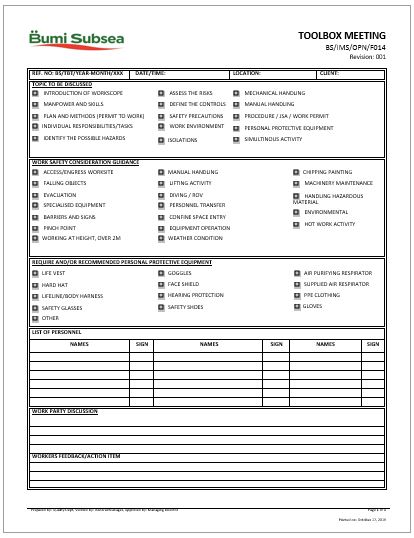 Bumi Subsea
TOOLBOX MEETING
BS/IMS/OPN/F014
Revision: 001
REF. NO: BS/TBT/YEAR-MONTH/XXX DATE/TIME: LOCATION: CLIENT:
TOPIC TO BE DISCUSSED
INTRODUCTION OF WORKSCOPE ASSESS THE RISKS MECHANICAL HANDLING
MANPOWER AND SKILLS DEFINE THE CONTROLS MANUAL HANDLING
PLAN AND METHODS (PERMIT TO WORK) SAFETY PRECAUTIONS PROCEDURE / JSA / WORK PERMIT
INDIVIDUAL RESPONSIBILITIES/TASKS WORK ENVIRONMENT PERSONAL PROTECTIVE EQUIPMENT
IDENTIFY THE POSSIBLE HAZARDS ISOLATIONS SIMULTINOUS ACTIVITY
WORK SAFETY CONSIDERATION GUIDANCE
ACCESS/ENGRESS WORKSITE MANUAL HANDLING CHIPPING PAINTING
FALLING OBJECTS LIFTING ACTIVITY MACHINERY MAINTENANCE
EVACUATION DIVING / ROV HANDLING HAZARDOUS
MATERIAL
SPECIALISED EQUIPMENT PERSONNEL TRANSFER ENVIRONMENTAL
BARRIERS AND SIGNS CONFINE SPACE ENTRY HOT WORK ACTIVITY
PINCH POINT EQUIPMENT OPERATION
WORKING AT HEIGHT, OVER 2M WEATHER CONDITION
REQUIRE AND/OR RECOMMENDED PERSONAL PROTECTIVE EQUIPMENT
LIFE VEST GOGGLES AIR PURIFYING RESPIRATOR
HARD HAT FACE SHIELD SUPPLIED AIR RESPIRATOR
LIFELINE/BODY HARNESS HEARING PROTECTION PPE CLOTHING
SAFETY GLASSES SAFETY SHOES GLOVES
OTHER
LIST OF PERSONNEL
NAMES SIGN NAMES SIGN NAMES SIGN
WORK PARTY DISCUSSION
WORKERS FEEDBACK/ACTION ITEM
Printed on: October 17, 2019